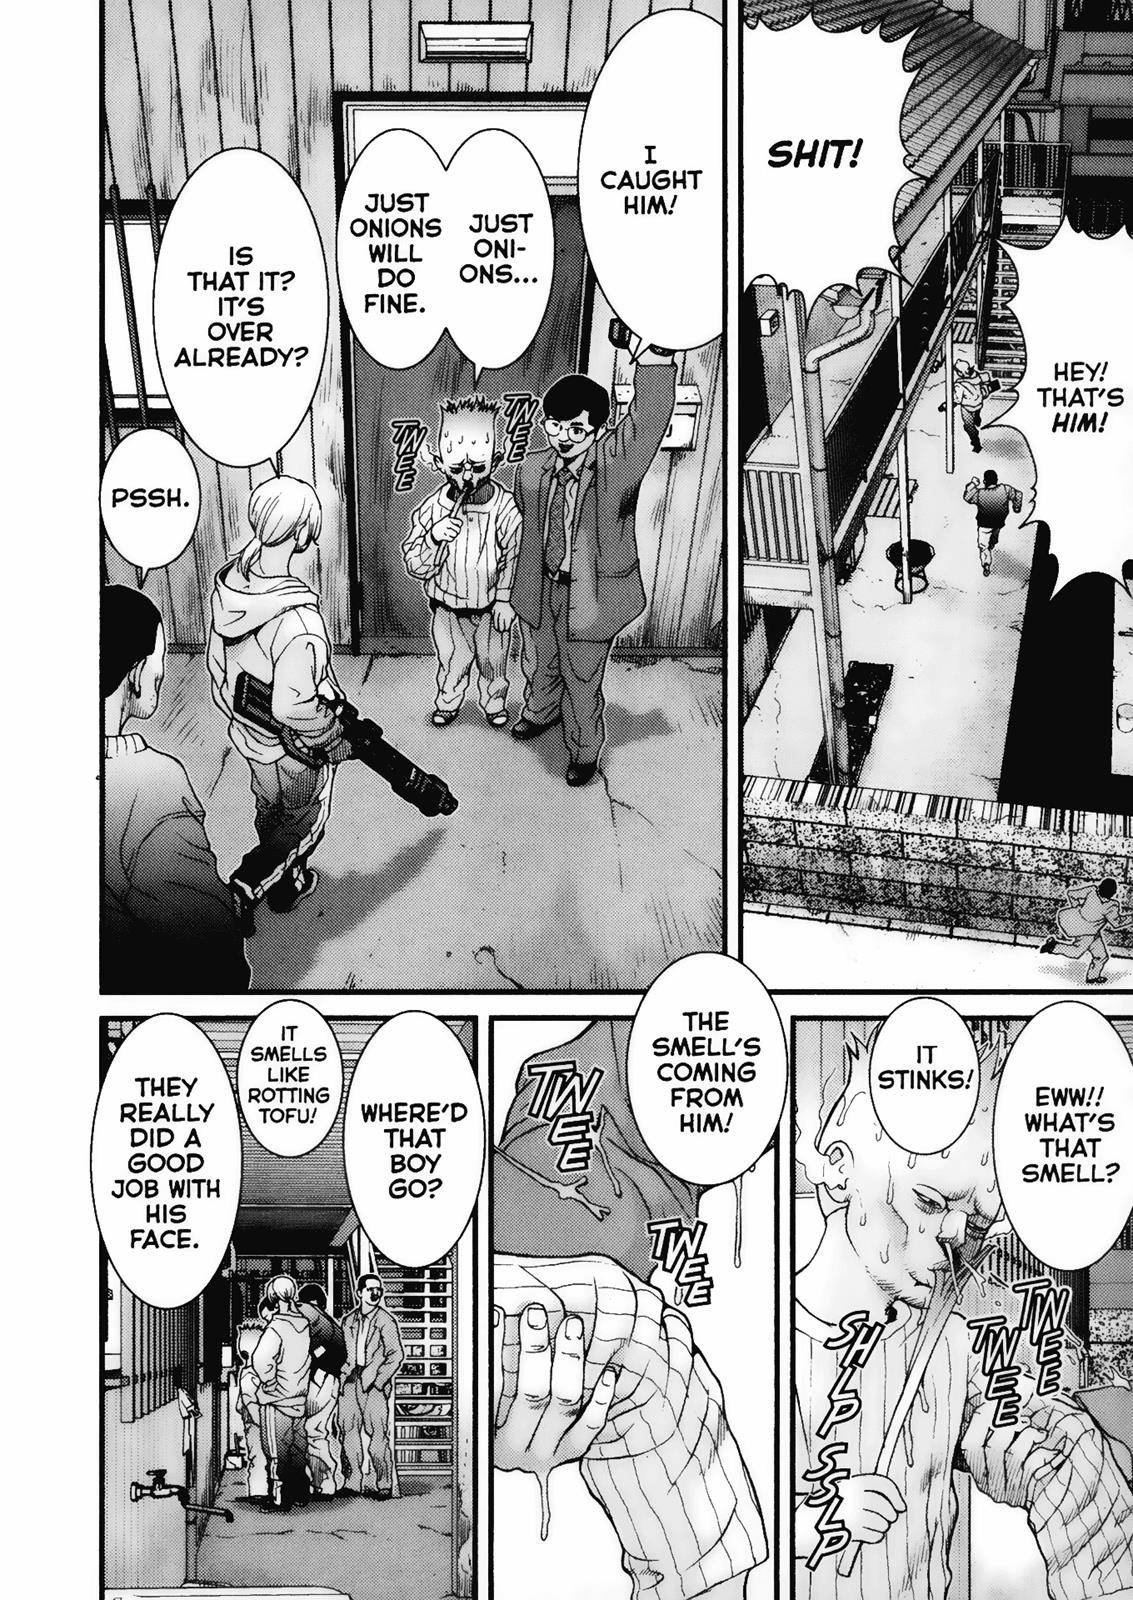 SHIT!
HEY!
THAT'S
HIM!
I
CAUGHT
HIM!
JUST
ONI-
ONS...
JUST
ONIONS
WILL
DO
FINE.
TWEE
TWEE
IS
THAT IT?
IT'S
OVER
ALREADY?
PSSH.
EWW!!
WHAT'S
THAT
SMELL?
IT
STINKS!
TWEE
TWEE
SHLP
SSLP
THE
SMELL'S
COMING
FROM
HIM!
TWEE
TWEE
WHERE'D
THAT
BOY
GO?
IT
SMELLS
LIKE
ROTTING
TOFU!
THEY
REALLY
DID A
GOOD
JOB WITH
HIS
FACE.